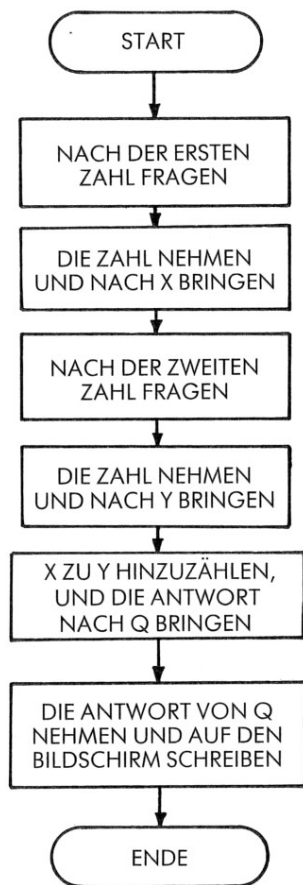 START
NACH DER ERSTEN
ZAHL FRAGEN
DIE ZAHL NEHMEN
UND NACH X BRINGEN
NACH DER ZWEITEN
ZAHL FRAGEN
DIE ZAHL NEHMEN
UND NACH Y BRINGEN
X ZU Y HINZUZÄHLEN,
UND DIE ANTWORT
NACH Q BRINGEN
DIE ANTWORT VON Q
NEHMEN UND AUF DEN
BILDSCHIRM SCHREIBEN
ENDE